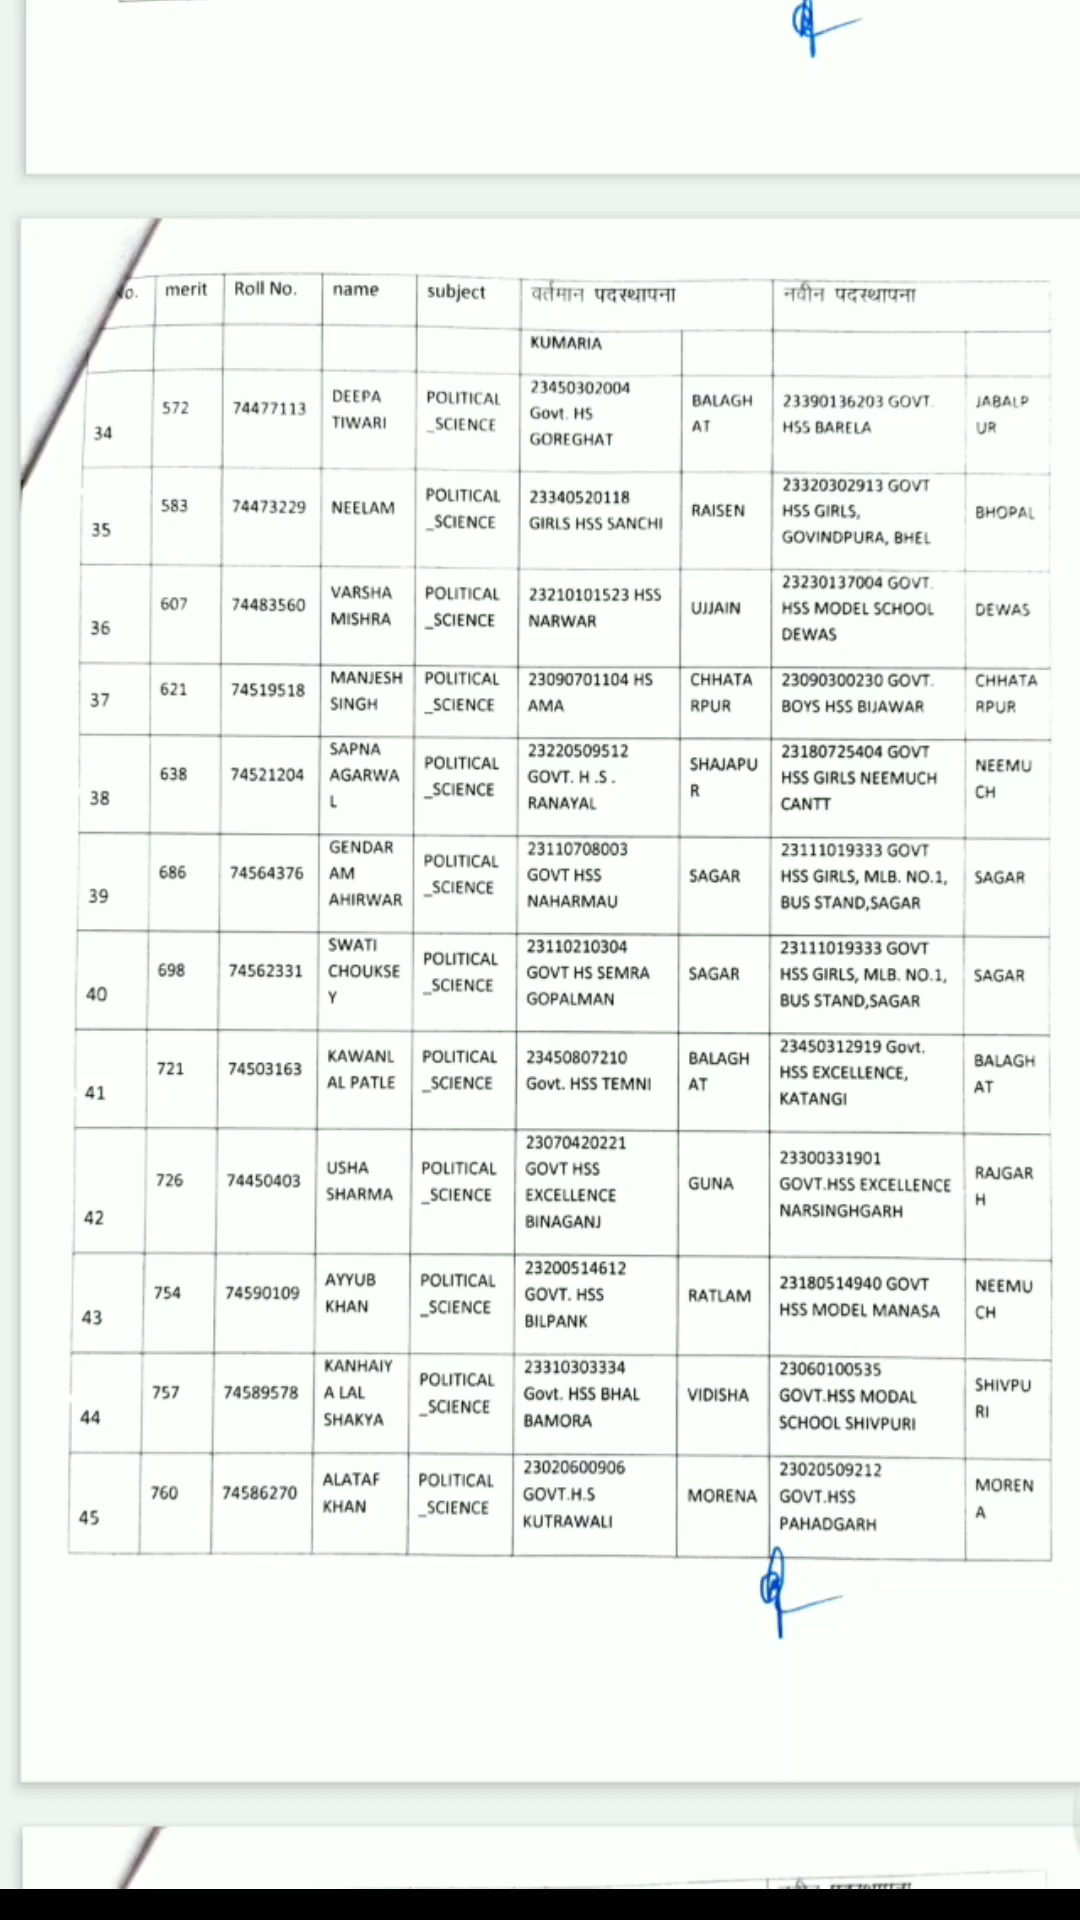 No. merit Roll No. name subject वर्तमान पदस्थापना नवीन पदस्थापना
KUMARIA
34 572 74477113 DEEPA TIWARI POLITICAL _SCIENCE 23450302004 Govt. HS GOREGHAT BALAGH AT 23390136203 GOVT. HSS BARELA JABALP UR
35 583 74473229 NEELAM POLITICAL _SCIENCE 23340520118 GIRLS HSS SANCHI RAISEN 23320302913 GOVT HSS GIRLS, GOVINDPURA, BHEL BHOPAL
36 607 74483560 VARSHA MISHRA POLITICAL _SCIENCE 23210101523 HSS NARWAR UJJAIN 23230137004 GOVT. HSS MODEL SCHOOL DEWAS DEWAS
37 621 74519518 MANJESH SINGH POLITICAL _SCIENCE 23090701104 HS AMA CHHATA RPUR 23090300230 GOVT. BOYS HSS BIJAWAR CHHATA RPUR
38 638 74521204 SAPNA AGARWA L POLITICAL _SCIENCE 23220509512 GOVT. H .S . RANAYAL SHAJAPU R 23180725404 GOVT HSS GIRLS NEEMUCH CANTT NEEMU CH
39 686 74564376 GENDAR AM AHIRWAR POLITICAL _SCIENCE 23110708003 GOVT HSS NAHARMAU SAGAR 23111019333 GOVT HSS GIRLS, MLB. NO.1, BUS STAND,SAGAR SAGAR
40 698 74562331 SWATI CHOUKSE Y POLITICAL _SCIENCE 23110210304 GOVT HS SEMRA GOPALMAN SAGAR 23111019333 GOVT HSS GIRLS, MLB. NO.1, BUS STAND,SAGAR SAGAR
41 721 74503163 KAWANL AL PATLE POLITICAL _SCIENCE 23450807210 Govt. HSS TEMNI BALAGH AT 23450312919 Govt. HSS EXCELLENCE, KATANGI BALAGH AT
42 726 74450403 USHA SHARMA POLITICAL _SCIENCE 23070420221 GOVT HSS EXCELLENCE BINAGANJ GUNA 23300331901 GOVT.HSS EXCELLENCE NARSINGHGARH RAJGAR H
43 754 74590109 AYYUB KHAN POLITICAL _SCIENCE 23200514612 GOVT. HSS BILPANK RATLAM 23180514940 GOVT HSS MODEL MANASA NEEMU CH
44 757 74589578 KANHAIY A LAL SHAKYA POLITICAL _SCIENCE 23310303334 Govt. HSS BHAL BAMORA VIDISHA 23060100535 GOVT.HSS MODAL SCHOOL SHIVPURI SHIVPU RI
45 760 74586270 ALATAF KHAN POLITICAL _SCIENCE 23020600906 GOVT.H.S KUTRAWALI MORENA 23020509212 GOVT.HSS PAHADGARH MOREN A